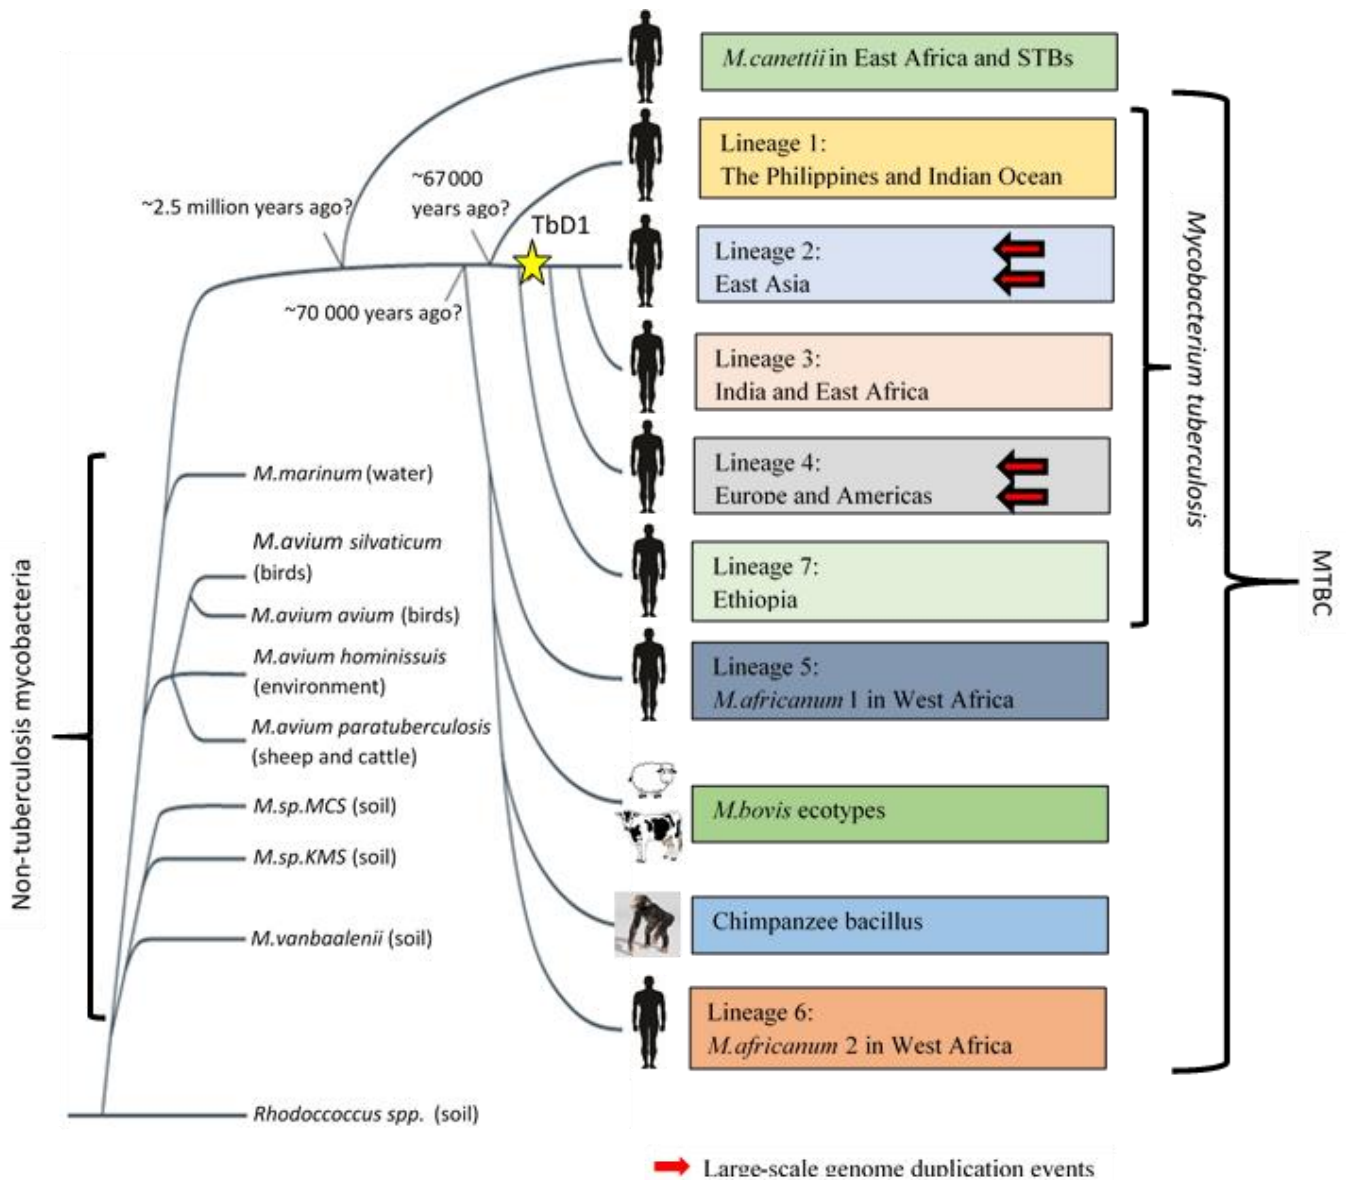 M.canettii in East Africa and STBs
Lineage 1:
The Philippines and Indian Ocean
~67 000
years ago?
~2.5 million years ago?
TbD1
Lineage 2:
East Asia
~70 000 years ago?
Lineage 3:
India and East Africa
Mycobacterium tuberculosis
Lineage 4:
Europe and Americas
M.marinum (water)
M.avium silvaticum
(birds)
M.avium avium (birds)
Lineage 7:
Ethiopia
MTBC
M.avium hominissuis
(environment)
Lineage 5:
M.africanum 1 in West Africa
M.avium paratuberculosis
(sheep and cattle)
Non-tuberculosis mycobacteria
M.sp.MCS (soil)
M.bovis ecotypes
M.sp.KMS (soil)
M.vanbaalenii (soil)
Chimpanzee bacillus
Lineage 6:
M.africanum 2 in West Africa
Rhodoccoccus spp. (soil)
Large-scale genome duplication events